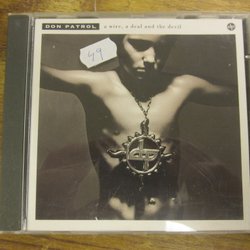 DON PATROL a wire, a deal and the devil
49